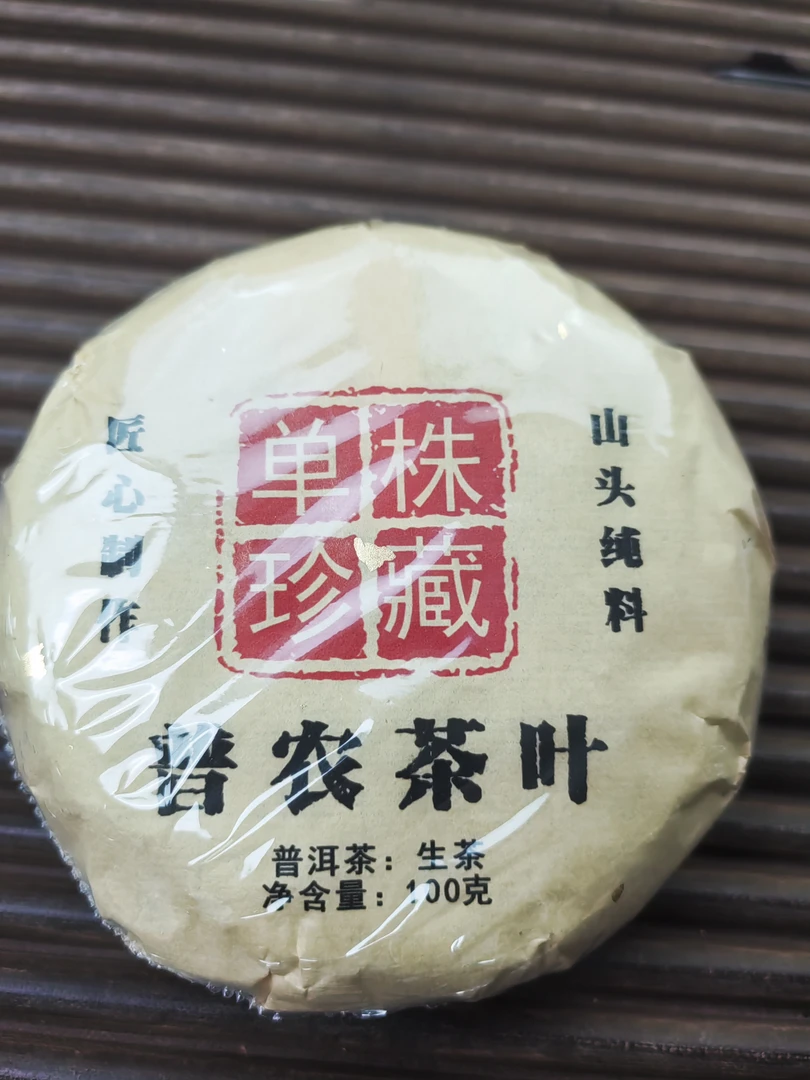 单株
珍藏
山头纯料
匠心制作
普农茶叶
普洱茶：生茶
净含量：100克